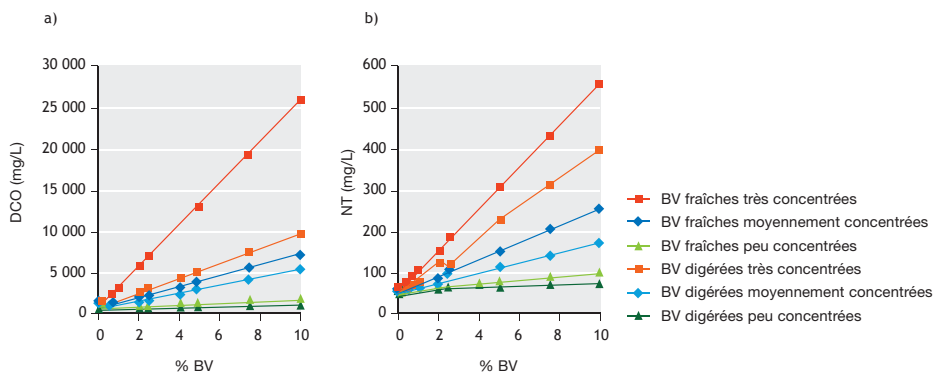 a)
30 000
25 000
20 000
15 000
10 000
5 000
0
DCO (mg/L)
0 2 4 6 8 10
% BV
b)
600
500
400
300
200
100
0
NT (mg/L)
0 2 4 6 8 10
% BV
BV fraîches très concentrées
BV fraîches moyennement concentrées
BV fraîches peu concentrées
BV digérées très concentrées
BV digérées moyennement concentrées
BV digérées peu concentrées